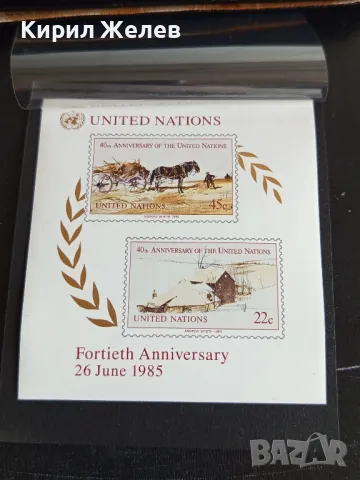 Кирил Желев
UNITED NATIONS
40th ANNIVERSARY OF THE UNITED NATIONS
45c
UNITED NATIONS
40th ANNIVERSARY OF THE UNITED NATIONS
UNITED NATIONS 22c
Fortieth Anniversary
26 June 1985
BAZAR